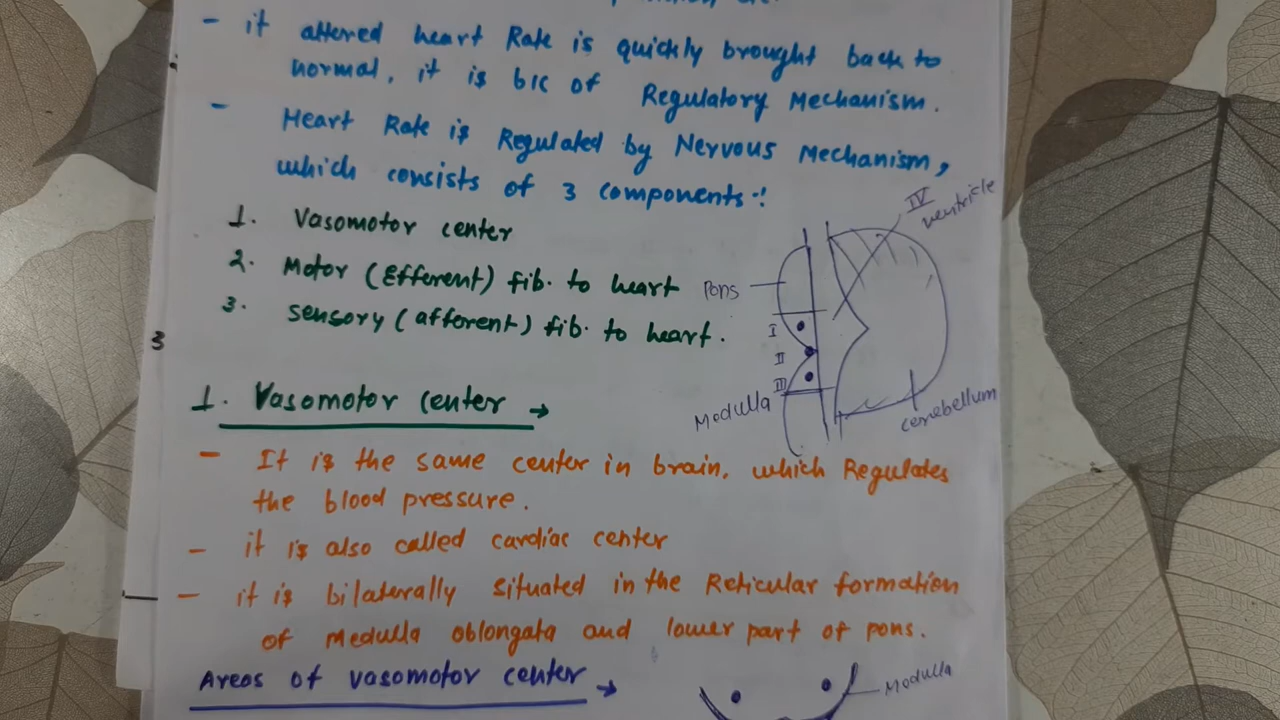 - it altered heart Rate is quickly brought back to
normal, it is b/c of Regulatory Mechanism.
- Heart Rate is Regulated by Nervous Mechanism,
which consists of 3 components:!
1. Vasomotor center
2. Motor (Efferent) fib. to heart
3. sensory (afferent) fib. to heart.
IV ventricle
Pons
I
II
III
Medulla
cerebellum
3
1. Vasomotor center →
- It is the same center in brain, which Regulates
the blood pressure.
- it is also called cardiac center
- it is bilaterally situated in the Reticular formation
of medulla oblongata and lower part of pons.
Areas of vasomotor center →
Medulla